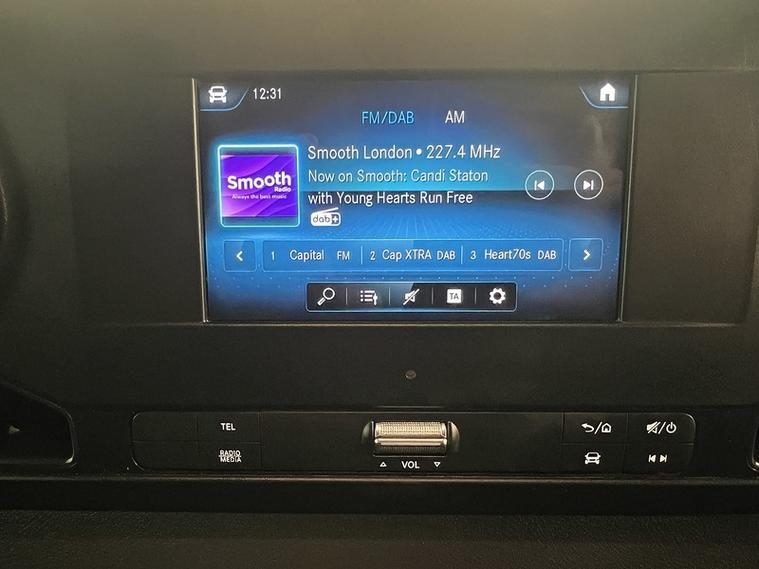 12:31
FM/DAB AM
Smooth London • 227.4 MHz
Smooth
Radio
Always the best music
Now on Smooth: Candi Staton
with Young Hearts Run Free
dab+
1 Capital FM 2 Cap XTRA DAB 3 Heart70s DAB
TA
TEL
RADIO
MEDIA
VOL